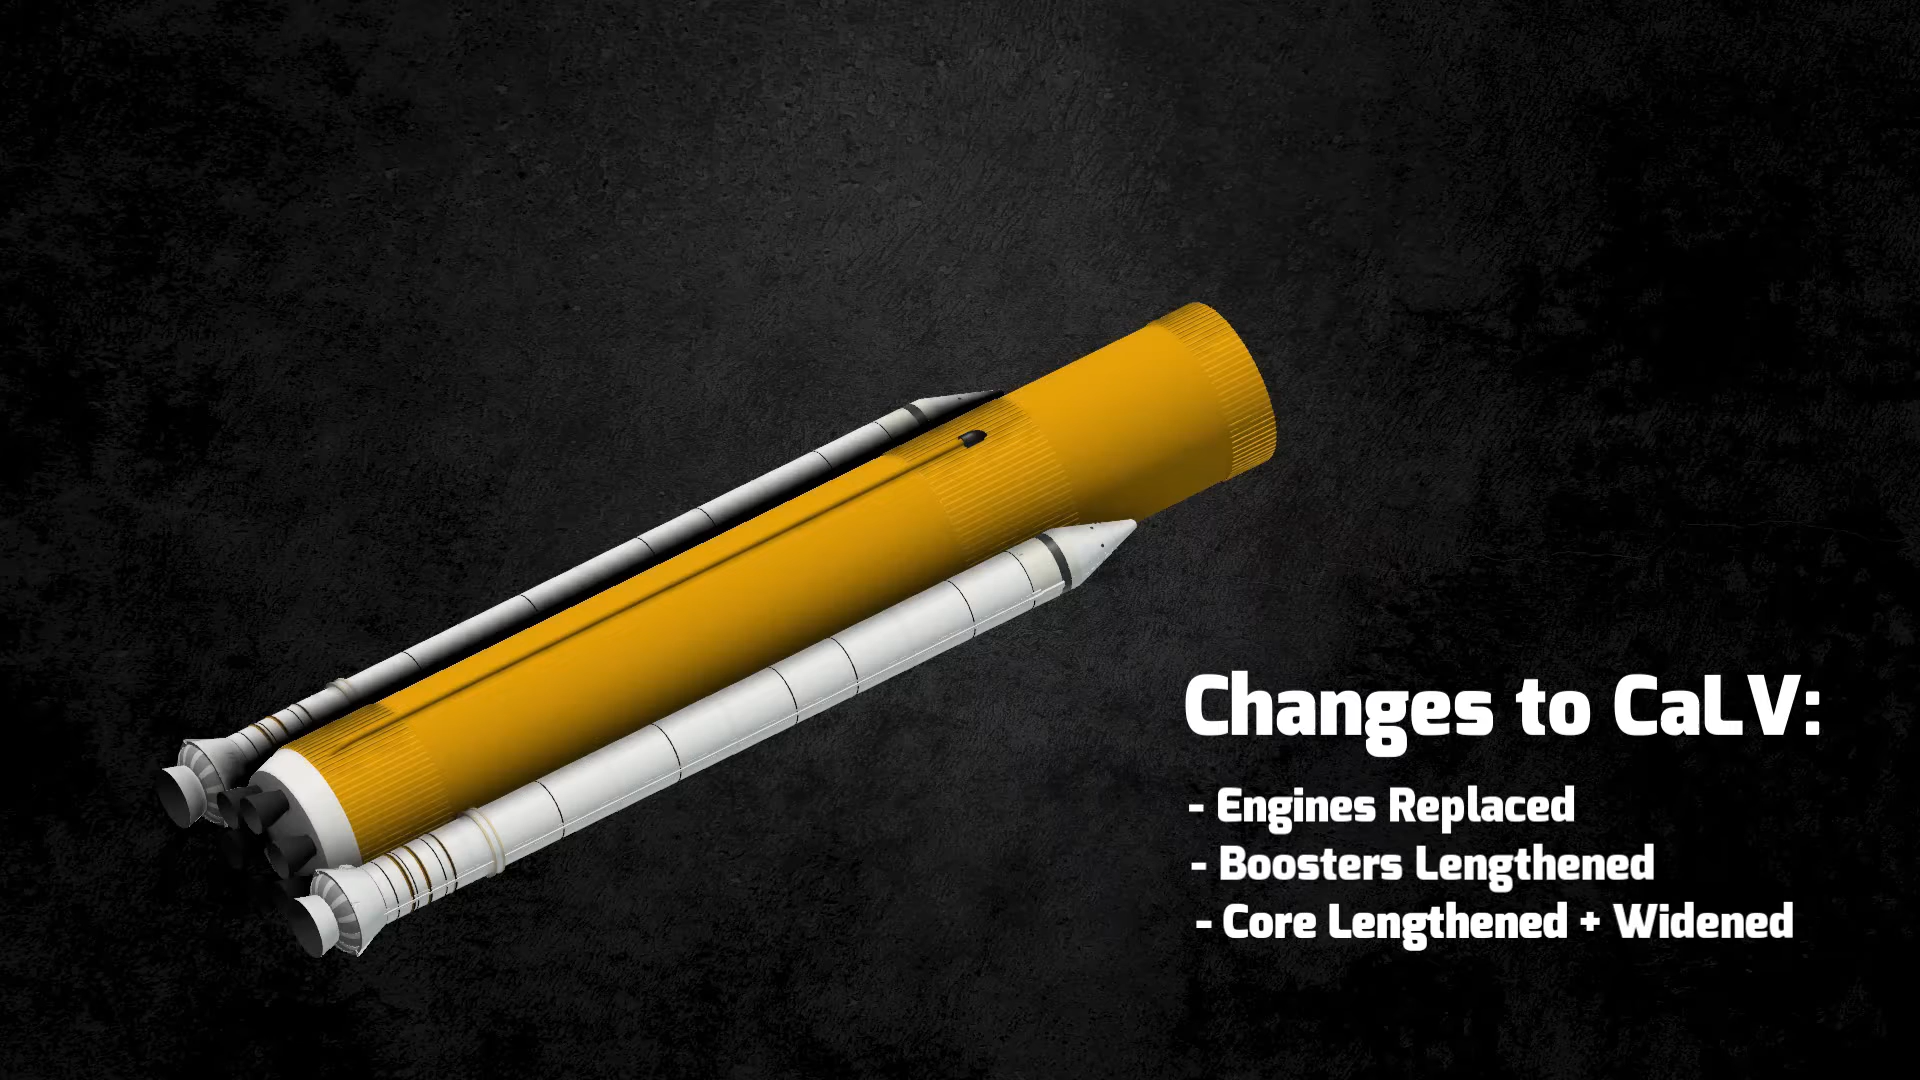 Changes to CaLV:
- Engines Replaced
- Boosters Lengthened
- Core Lengthened + Widened